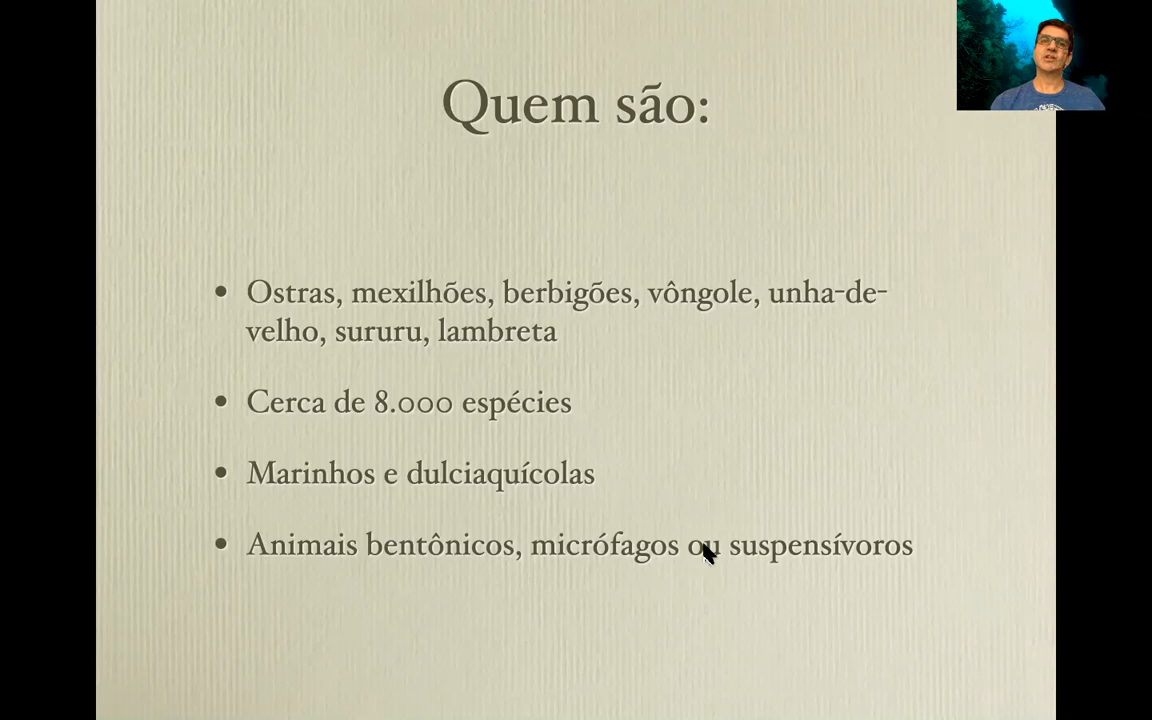 Quem são:
• Ostras, mexilhões, berbigões, vôngole, unha-de-
velho, sururu, lambreta
• Cerca de 8.000 espécies
• Marinhos e dulciaquícolas
• Animais bentônicos, micrófagos ou suspensívoros